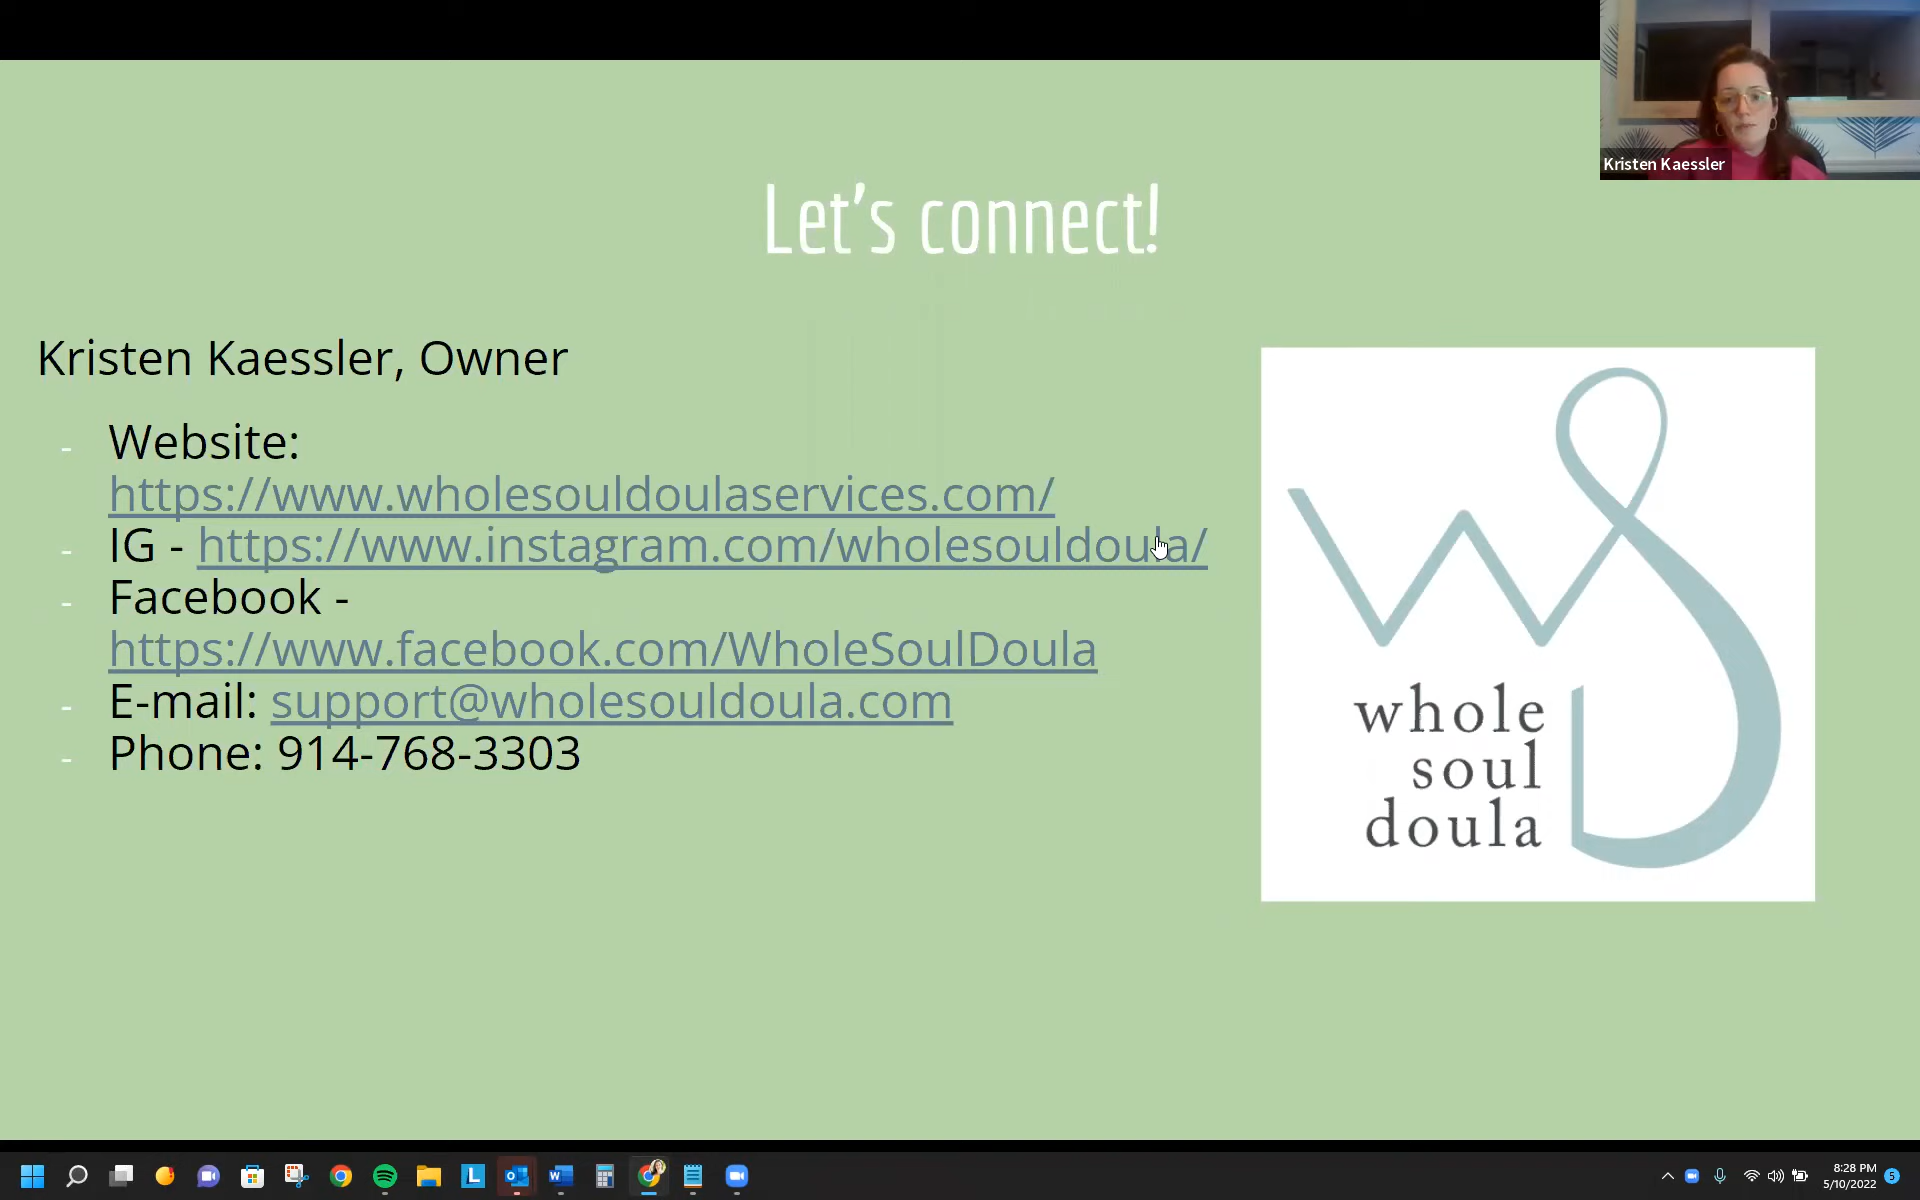 Kristen Kaessler
Let's connect!
Kristen Kaessler, Owner
- Website:
https://www.wholesouldoulaservices.com/
- IG - https://www.instagram.com/wholesouldoula/
- Facebook -
https://www.facebook.com/WholeSoulDoula
- E-mail: support@wholesouldoula.com
- Phone: 914-768-3303
WS
whole
soul
doula
8:28 PM
5/10/2022
5